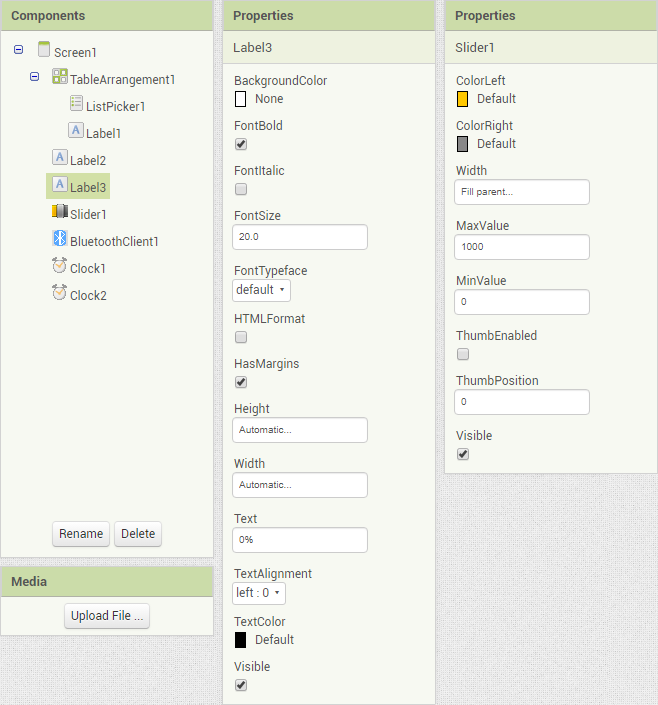 Components
Screen1
TableArrangement1
ListPicker1
Label1
Label2
Label3
Slider1
BluetoothClient1
Clock1
Clock2
Rename
Delete
Media
Upload File ...
Properties
Label3
BackgroundColor
None
FontBold
FontItalic
FontSize
20.0
FontTypeface
default
HTMLFormat
HasMargins
Height
Automatic...
Width
Automatic...
Text
0%
TextAlignment
left : 0
TextColor
Default
Visible
Properties
Slider1
ColorLeft
Default
ColorRight
Default
Width
Fill parent...
MaxValue
1000
MinValue
0
ThumbEnabled
ThumbPosition
0
Visible